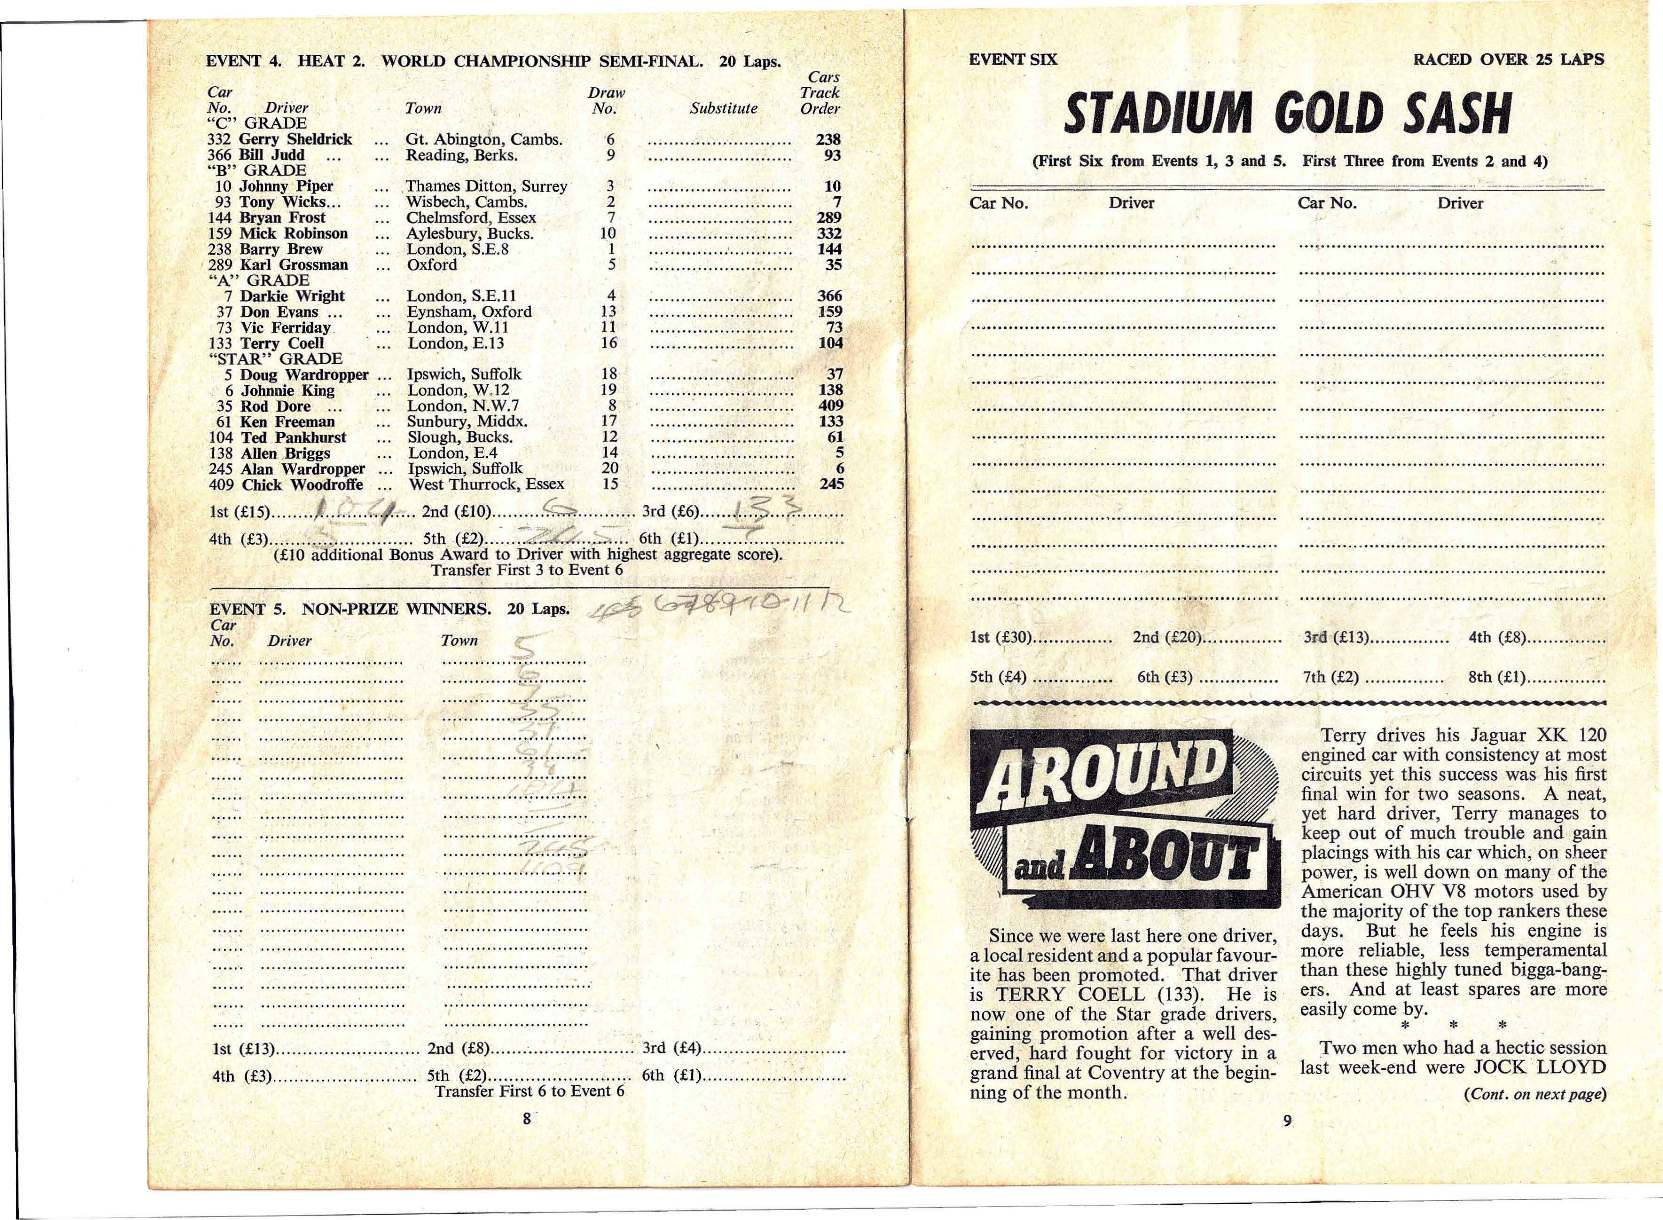 EVENT 4. HEAT 2. WORLD CHAMPIONSHIP SEMI-FINAL. 20 Laps.
Car No. Driver Town Draw No. Substitute Cars Track Order
“C” GRADE
332 Gerry Sheldrick ... Gt. Abington, Cambs. 6 .......................... 238
366 Bill Judd ... ... Reading, Berks. 9 .......................... 93
“B” GRADE
10 Johnny Piper ... Thames Ditton, Surrey 3 .......................... 10
93 Tony Wicks... ... Wisbech, Cambs. 2 .......................... 7
144 Bryan Frost ... Chelmsford, Essex 7 .......................... 289
159 Mick Robinson ... Aylesbury, Bucks. 10 .......................... 332
238 Barry Brew ... London, S.E.8 1 .......................... 144
289 Karl Grossman ... Oxford 5 .......................... 35
“A” GRADE
7 Darkie Wright ... London, S.E.11 4 .......................... 366
37 Don Evans ... ... Eynsham, Oxford 13 .......................... 159
73 Vic Ferriday ... London, W.11 11 .......................... 73
133 Terry Coell ... London, E.13 16 .......................... 104
“STAR” GRADE
5 Doug Wardropper ... Ipswich, Suffolk 18 .......................... 37
6 Johnnie King ... London, W.12 19 .......................... 138
35 Rod Dore ... ... London, N.W.7 8 .......................... 409
61 Ken Freeman ... Sunbury, Middx. 17 .......................... 133
104 Ted Pankhurst ... Slough, Bucks. 12 .......................... 61
138 Allen Briggs ... London, E.4 14 .......................... 5
245 Alan Wardropper ... Ipswich, Suffolk 20 .......................... 6
409 Chick Woodroffe ... West Thurrock, Essex 15 .......................... 245
1st (£15)........104........ 2nd (£10)........6........ 3rd (£6)........133........
4th (£3)........5........ 5th (£2)........245........ 6th (£1)................
(£10 additional Bonus Award to Driver with highest aggregate score).
Transfer First 3 to Event 6
EVENT 5. NON-PRIZE WINNERS. 20 Laps. 6 7 8 9 10 11 12
Car No. Driver Town
5
6
7
35
37
61
245
409
1st (£13).......................... 2nd (£8).......................... 3rd (£4)..........................
4th (£3).......................... 5th (£2).......................... 6th (£1)..........................
Transfer First 6 to Event 6
8
EVENT SIX RACED OVER 25 LAPS
STADIUM GOLD SASH
(First Six from Events 1, 3 and 5. First Three from Events 2 and 4)
Car No. Driver Car No. Driver
1st (£30).............. 2nd (£20).............. 3rd (£13).............. 4th (£8)..............
5th (£4) .............. 6th (£3) .............. 7th (£2) .............. 8th (£1)..............
AROUND
and ABOUT
Since we were last here one driver,
a local resident and a popular favour-
ite has been promoted. That driver
is TERRY COELL (133). He is
now one of the Star grade drivers,
gaining promotion after a well des-
erved, hard fought for victory in a
grand final at Coventry at the begin-
ning of the month.
Terry drives his Jaguar XK 120
engined car with consistency at most
circuits yet this success was his first
final win for two seasons. A neat,
yet hard driver, Terry manages to
keep out of much trouble and gain
placings with his car which, on sheer
power, is well down on many of the
American OHV V8 motors used by
the majority of the top rankers these
days. But he feels his engine is
more reliable, less temperamental
than these highly tuned bigga-bang-
ers. And at least spares are more
easily come by.
* * *
Two men who had a hectic session
last week-end were JOCK LLOYD
(Cont. on next page)
9